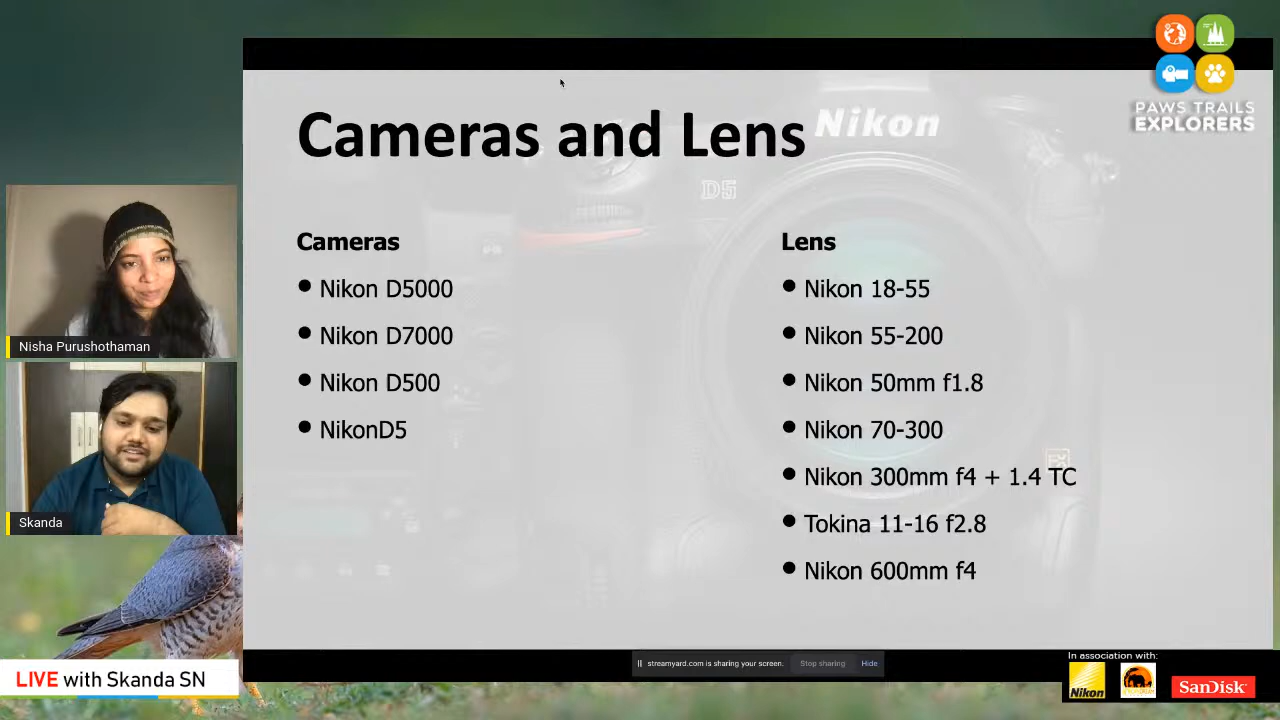 PAWS TRAILS
EXPLORERS
Cameras and Lens
Nikon
D5
Cameras
Nikon D5000
Nikon D7000
Nikon D500
NikonD5
Lens
Nikon 18-55
Nikon 55-200
Nikon 50mm f1.8
Nikon 70-300
Nikon 300mm f4 + 1.4 TC
Tokina 11-16 f2.8
Nikon 600mm f4
Nisha Purushothaman
Skanda
LIVE with Skanda SN
streamyard.com is sharing your screen.
Stop sharing
Hide
In association with:
Nikon
SanDisk